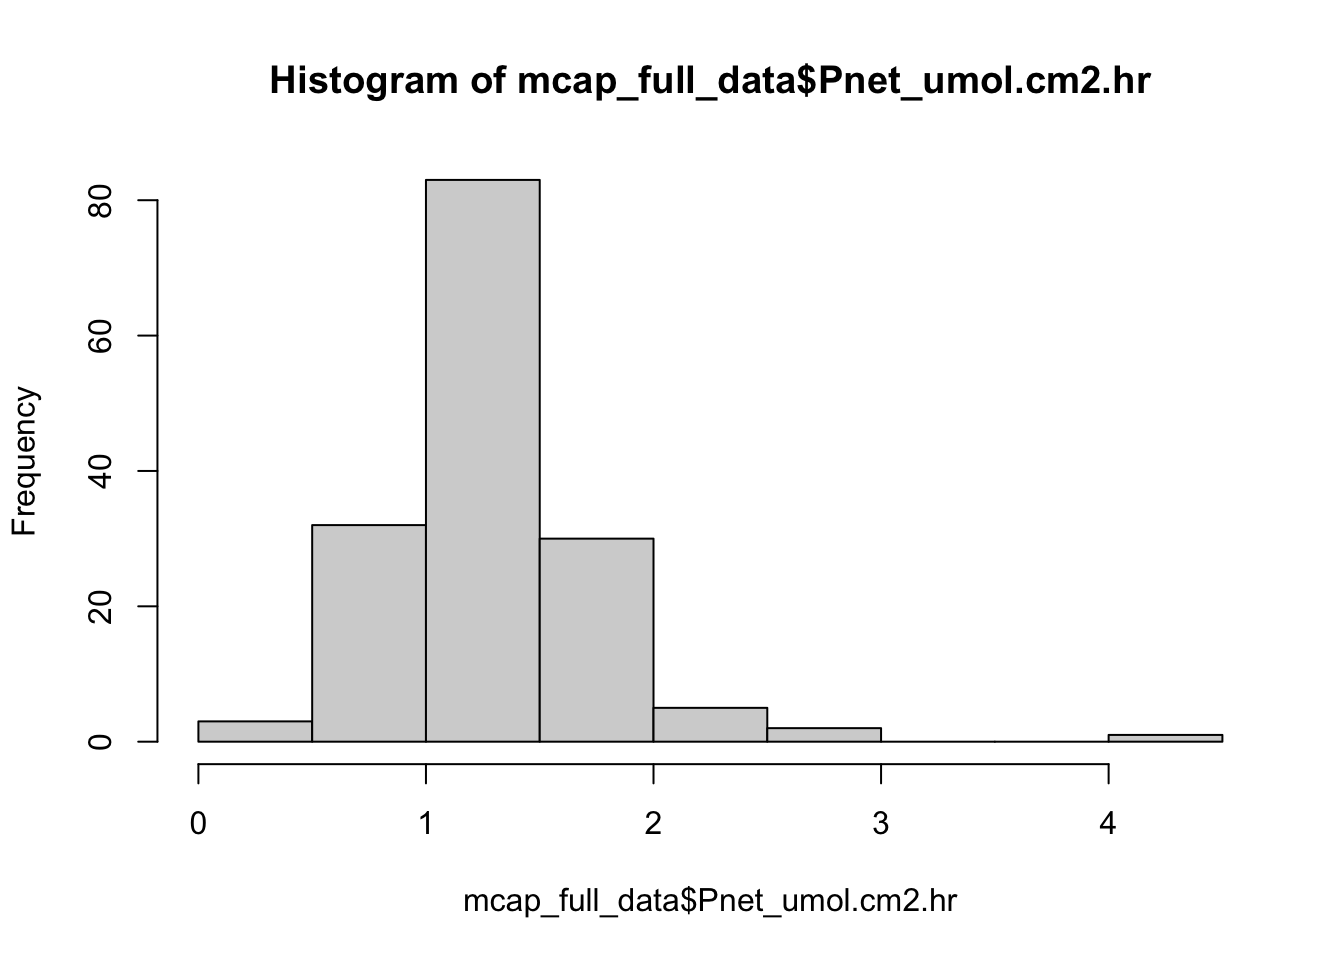 Histogram of mcap_full_data$Pnet_umol.cm2.hr
Frequency
80
60
40
20
0
0 1 2 3 4
mcap_full_data$Pnet_umol.cm2.hr